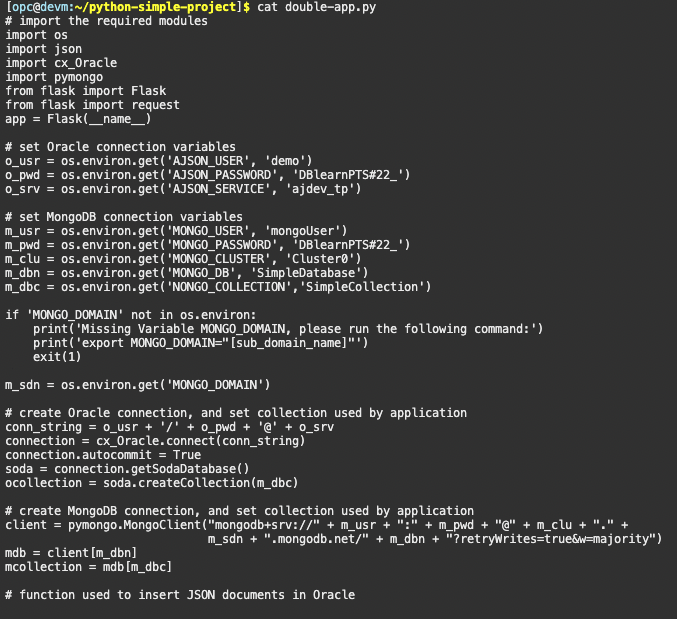 [opc@devm:~/python-simple-project]$ cat double-app.py
# import the required modules
import os
import json
import cx_Oracle
import pymongo
from flask import Flask
from flask import request
app = Flask(__name__)

# set Oracle connection variables
o_usr = os.environ.get('AJSON_USER', 'demo')
o_pwd = os.environ.get('AJSON_PASSWORD', 'DBlearnPTS#22_')
o_srv = os.environ.get('AJSON_SERVICE', 'ajdev_tp')

# set MongoDB connection variables
m_usr = os.environ.get('MONGO_USER', 'mongoUser')
m_pwd = os.environ.get('MONGO_PASSWORD', 'DBlearnPTS#22_')
m_clu = os.environ.get('MONGO_CLUSTER', 'Cluster0')
m_dbn = os.environ.get('MONGO_DB', 'SimpleDatabase')
m_dbc = os.environ.get('NONGO_COLLECTION','SimpleCollection')

if 'MONGO_DOMAIN' not in os.environ:
    print('Missing Variable MONGO_DOMAIN, please run the following command:')
    print('export MONGO_DOMAIN="[sub_domain_name]"')
    exit(1)

m_sdn = os.environ.get('MONGO_DOMAIN')

# create Oracle connection, and set collection used by application
conn_string = o_usr + '/' + o_pwd + '@' + o_srv
connection = cx_Oracle.connect(conn_string)
connection.autocommit = True
soda = connection.getSodaDatabase()
ocollection = soda.createCollection(m_dbc)

# create MongoDB connection, and set collection used by application
client = pymongo.MongoClient("mongodb+srv://" + m_usr + ":" + m_pwd + "@" + m_clu + "." +
                             m_sdn + ".mongodb.net/" + m_dbn + "?retryWrites=true&w=majority")
mdb = client[m_dbn]
mcollection = mdb[m_dbc]

# function used to insert JSON documents in Oracle